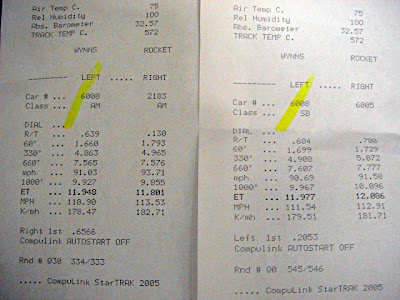 Air Temp C. 75
Rel Humidity 100
Abs. Barometer 32.57
TRACK TEMP C. 572
WYNNS ROCKET
---------- LEFT ..... RIGHT
Car # ... 6008 2183
Class ... AM AM
DIAL ...
R/T ... .639 .130
60' ... 1.660 1.793
330' ... 4.863 4.965
660' ... 7.565 7.576
mph ... 91.03 93.71
1000' ... 9.927 9.855
ET ... 11.948 11.801
MPH ... 110.90 113.53
K/mh ... 178.47 182.71
Right 1st .6566
Compulink AUTOSTART OFF
Rnd # Q30 334/333
..... CompuLink StarTRAK 2005
Air Temp C. 75
Rel Humidity 100
Abs. Barometer 32.57
TRACK TEMP C. 572
WYNNS ROCKET
---------- LEFT ..... RIGHT
Car # ... 6008 6005
Class ... SB
DIAL ...
R/T ... .684 .780
60' ... 1.699 1.729
330' ... 4.908 5.072
660' ... 7.607 7.777
mph ... 90.69 91.58
1000' ... 9.967 10.096
ET ... 11.977 12.086
MPH ... 111.54 112.91
K/mh ... 179.51 181.71
Left 1st .2053
Compulink AUTOSTART OFF
Rnd # Q0 545/546
..... CompuLink StarTRAK 2005